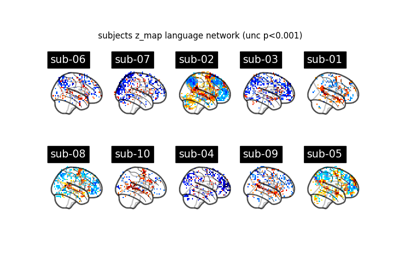 subjects z_map language network (unc p<0.001)
sub-06 sub-07 sub-02 sub-03 sub-01
sub-08 sub-10 sub-04 sub-09 sub-05